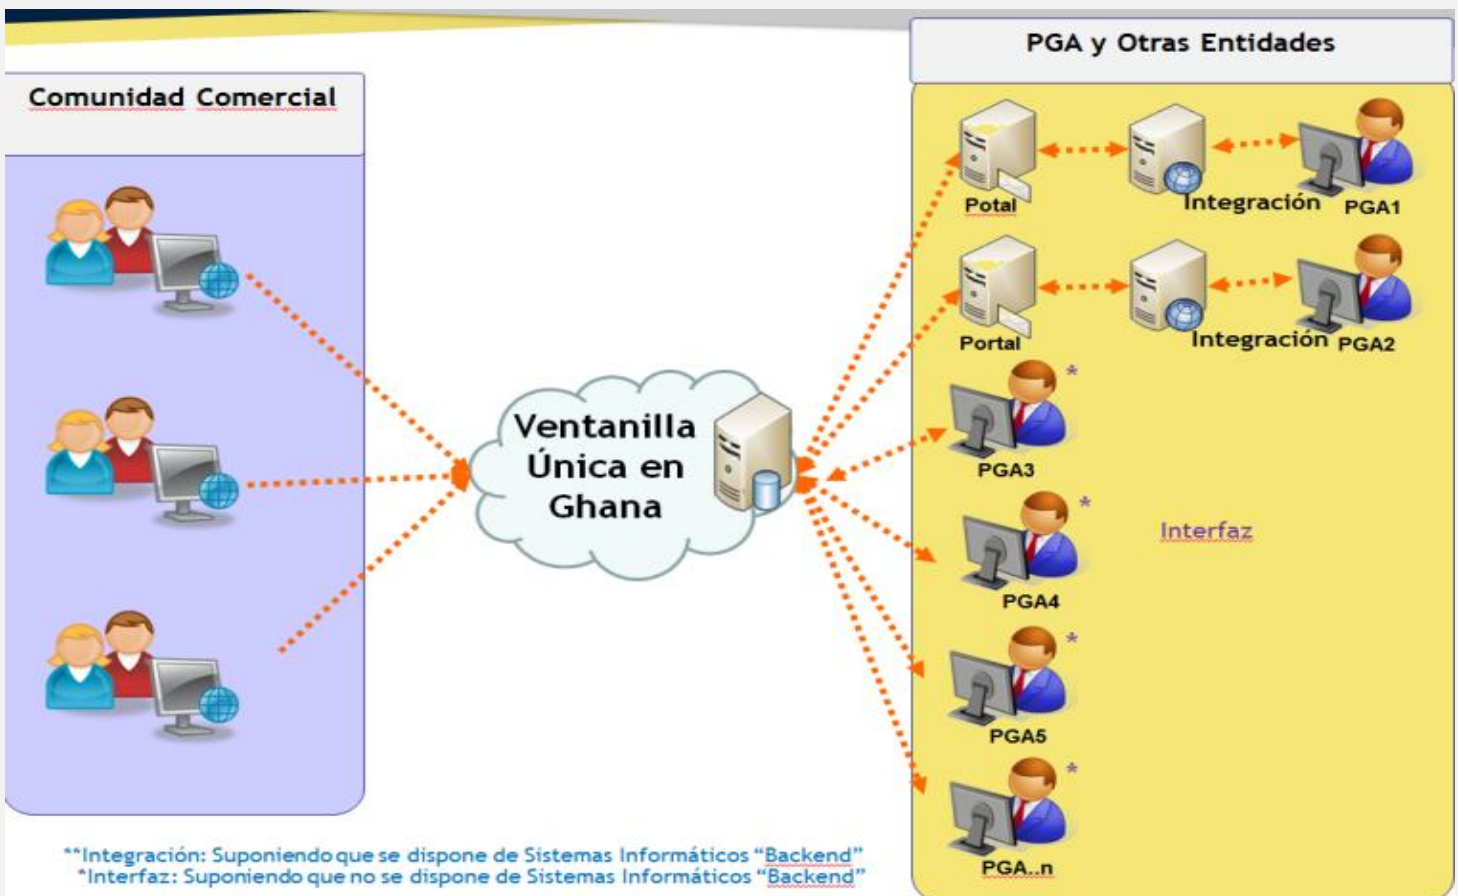 PGA y Otras Entidades
Comunidad Comercial
Potal
Integración
PGA1
Portal
Integración
PGA2
*
PGA3
Ventanilla
Única en
Ghana
*
PGA4
Interfaz
*
PGA5
*
PGA..n
**Integración: Suponiendo que se dispone de Sistemas Informáticos “Backend”
*Interfaz: Suponiendo que no se dispone de Sistemas Informáticos “Backend”